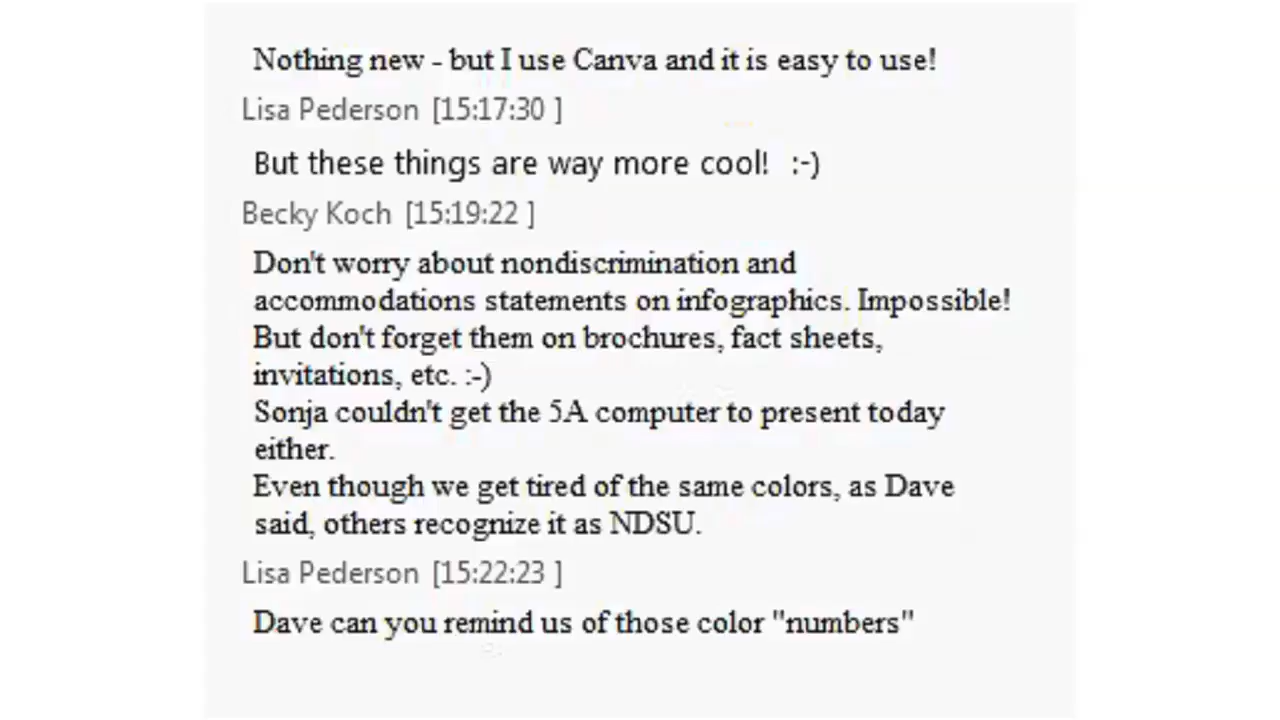 Nothing new - but I use Canva and it is easy to use!
Lisa Pederson [15:17:30 ]
But these things are way more cool! :-)
Becky Koch [15:19:22 ]
Don't worry about nondiscrimination and
accommodations statements on infographics. Impossible!
But don't forget them on brochures, fact sheets,
invitations, etc. :-)
Sonja couldn't get the 5A computer to present today
either.
Even though we get tired of the same colors, as Dave
said, others recognize it as NDSU.
Lisa Pederson [15:22:23 ]
Dave can you remind us of those color "numbers"